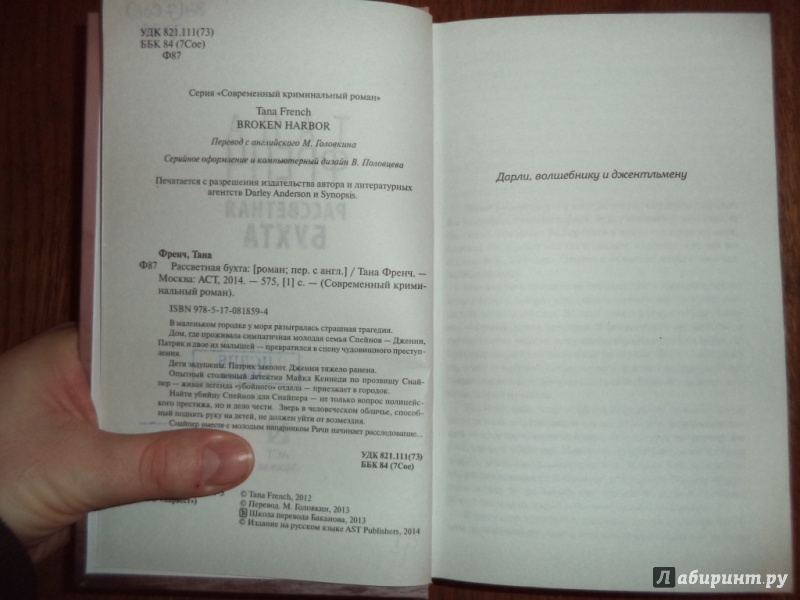 УДК 821.111(73)
ББК 84 (7Сое)
Ф87
Серия «Современный криминальный роман»
Tana French
BROKEN HARBOR
Перевод с английского М. Головкина
Серийное оформление и компьютерный дизайн В. Половцева
Печатается с разрешения издательства автора и литературных
агентств Darley Anderson и Synopsis.
Френч, Тана
Ф87 Рассветная бухта: [роман; пер. с англ.] / Тана Френч. —
Москва: АСТ, 2014. — 575, [1] с. — (Современный крими-
нальный роман).
ISBN 978-5-17-081859-4
В маленьком городке у моря разыгралась страшная трагедия.
Дом, где проживала симпатичная молодая семья Спейнов — Дженни,
Патрик и двое их малышей — превратился в сцену чудовищного преступ-
ления.
Дети задушены. Патрик заколот. Дженни тяжело ранена.
Опытный столичный детектив Майкл Кеннеди по прозвищу Снай-
пер — живая легенда «убойного» отдела — приезжает в городок.
Найти убийцу Спейнов для Снайпера — не только вопрос полицейс-
кого престижа, но и дело чести. Зверь в человеческом обличье, способ-
ный поднять руку на детей, не должен уйти от возмездия.
Снайпер вместе с молодым напарником Ричи начинает расследование...
УДК 821.111(73)
ББК 84 (7Сое)
© Tana French, 2012
© Перевод. М. Головкин, 2013
Школа перевода Баканова, 2013
© Издание на русском языке AST Publishers, 2014
Дарли, волшебнику и джентльмену
Лабиринт.ру